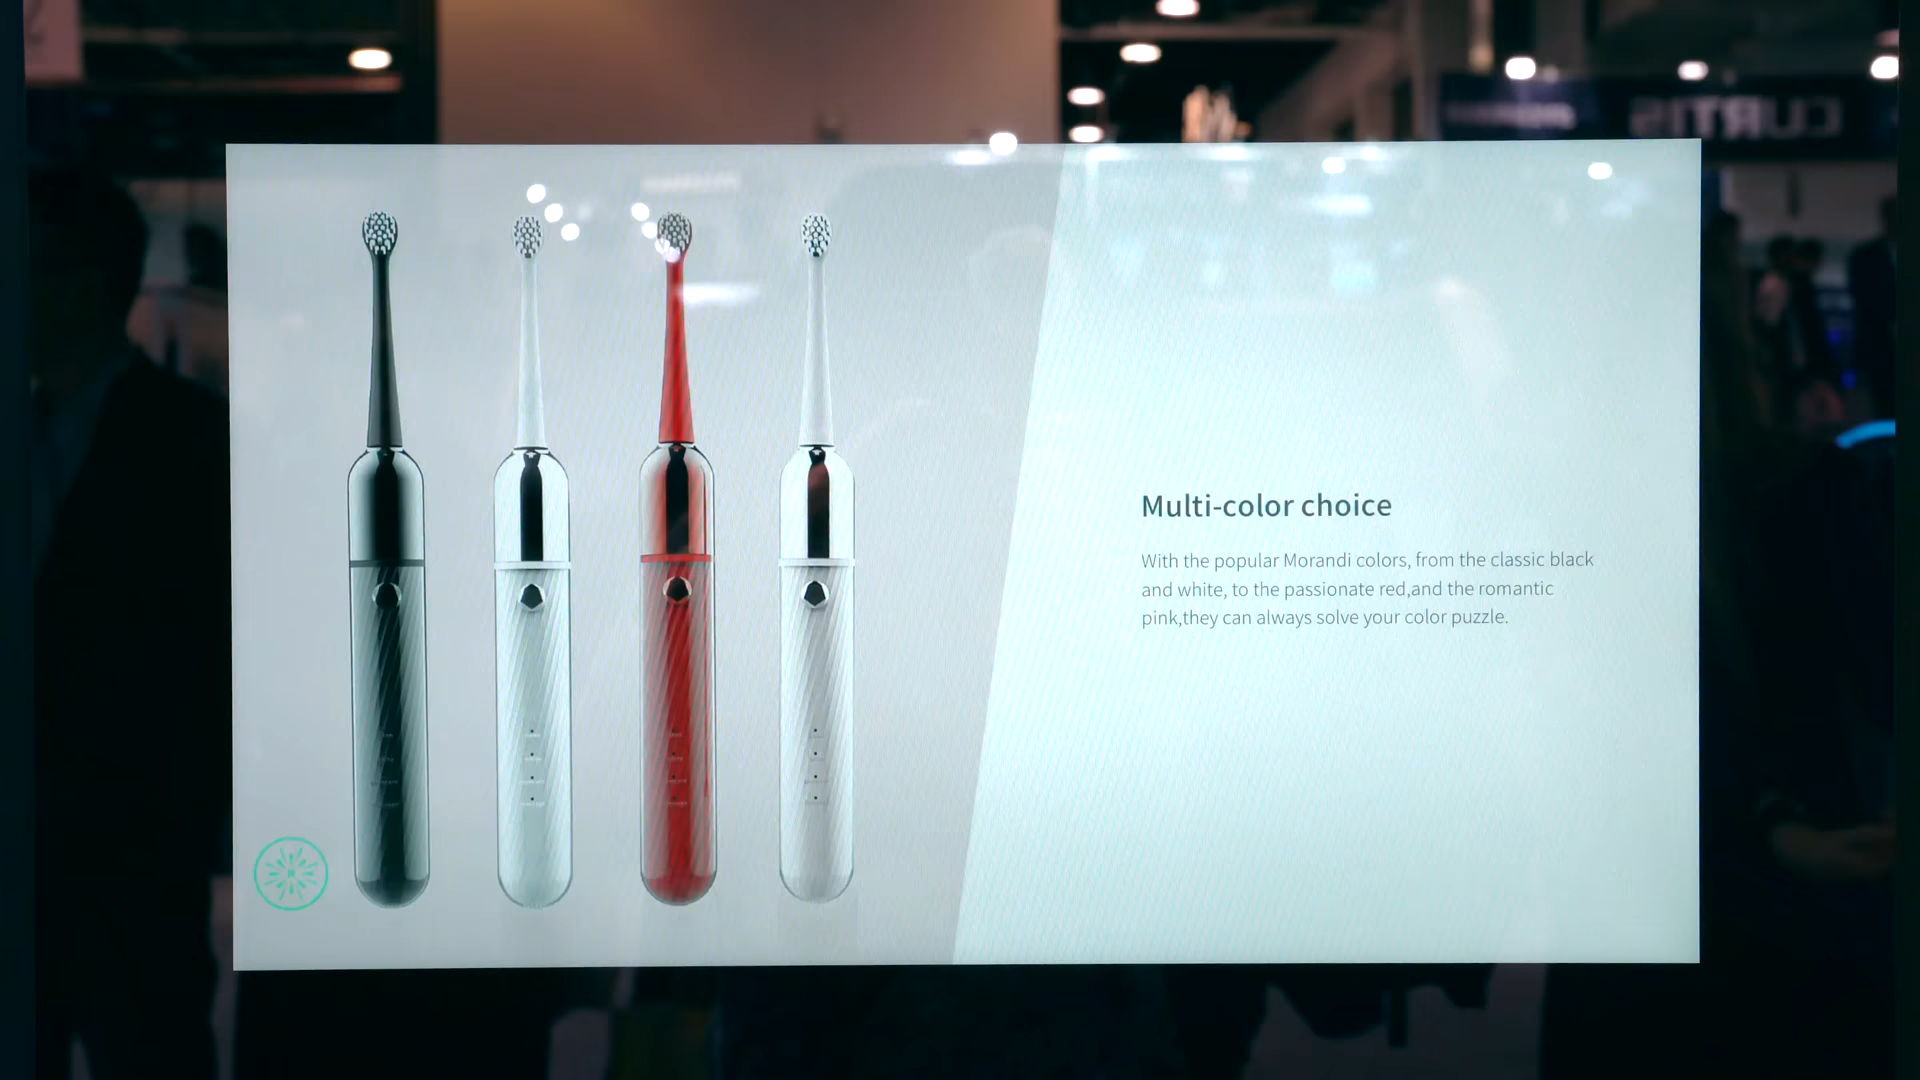 CURTIS
Multi-color choice
With the popular Morandi colors, from the classic black
and white, to the passionate red,and the romantic
pink,they can always solve your color puzzle.